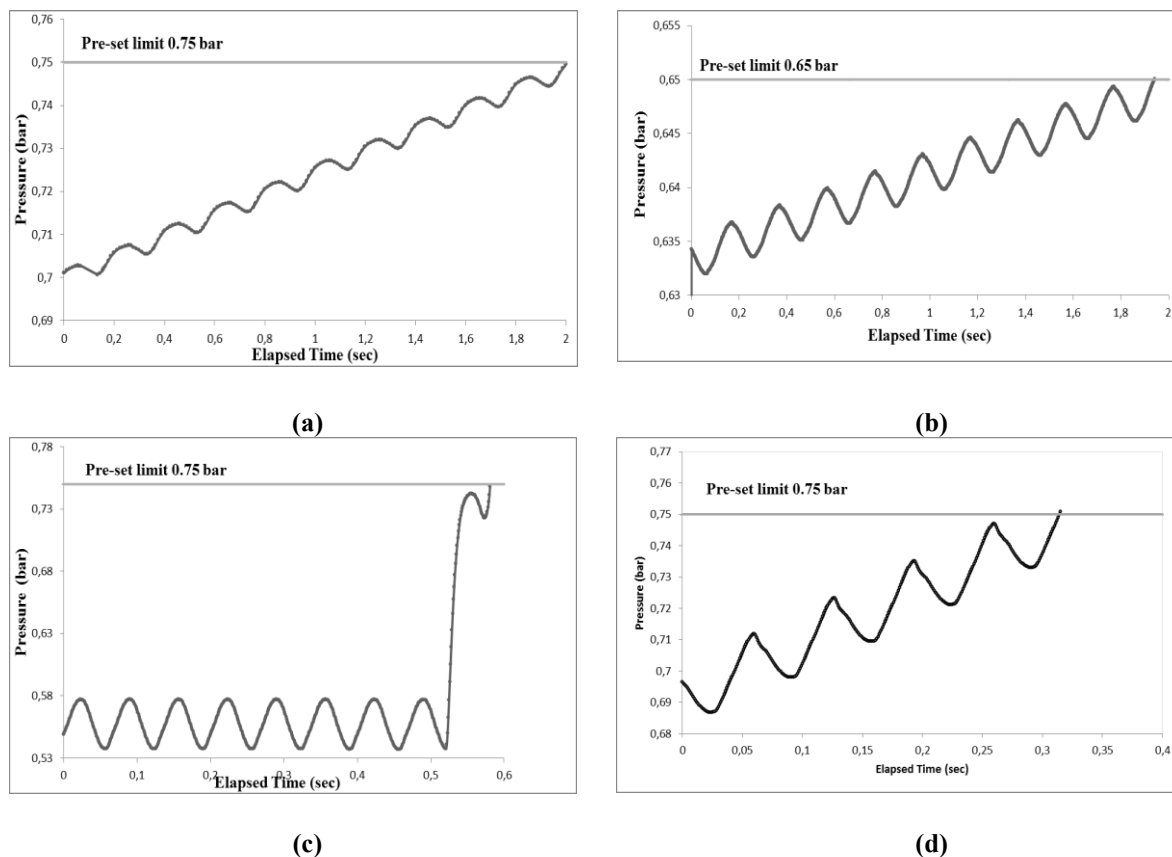 0,76
0,75
0,74
0,73
0,72
0,71
0,7
0,69
Pressure (bar)
Pre-set limit 0.75 bar
0 0,2 0,4 0,6 0,8 1 1,2 1,4 1,6 1,8 2
Elapsed Time (sec)
(a)
0,655
0,65
0,645
0,64
0,635
0,63
Pressure (bar)
Pre-set limit 0.65 bar
0 0,2 0,4 0,6 0,8 1 1,2 1,4 1,6 1,8 2
Elapsed Time (sec)
(b)
0,78
0,73
0,68
0,63
0,58
0,53
Pressure (bar)
Pre-set limit 0.75 bar
0 0,1 0,2 0,3 0,4 0,5 0,6
Elapsed Time (sec)
(c)
0,77
0,76
0,75
0,74
0,73
0,72
0,71
0,7
0,69
0,68
Pressure (bar)
Pre-set limit 0.75 bar
0 0,05 0,1 0,15 0,2 0,25 0,3 0,35 0,4
Elapsed Time (sec)
(d)